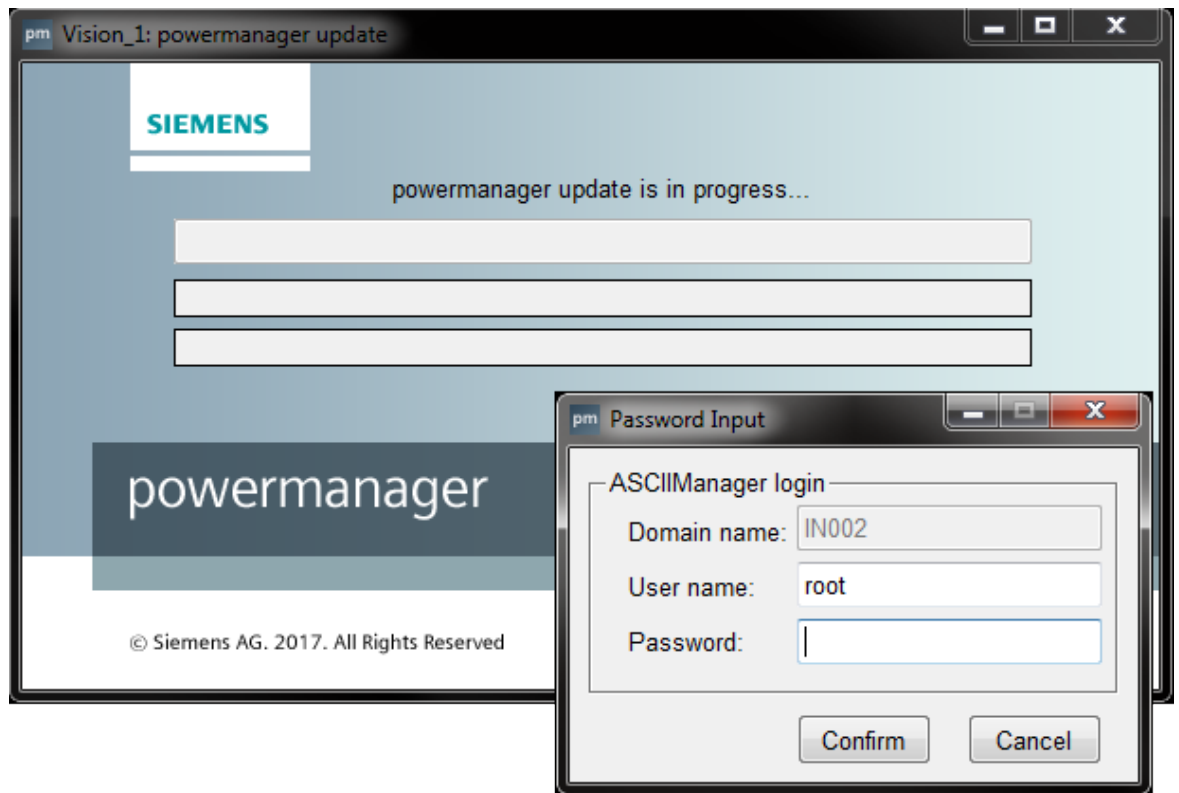 pm Vision_1: powermanager update
SIEMENS
powermanager update is in progress...
powermanager
© Siemens AG. 2017. All Rights Reserved
pm Password Input
ASCIIManager login
Domain name: IN002
User name: root
Password:
Confirm Cancel